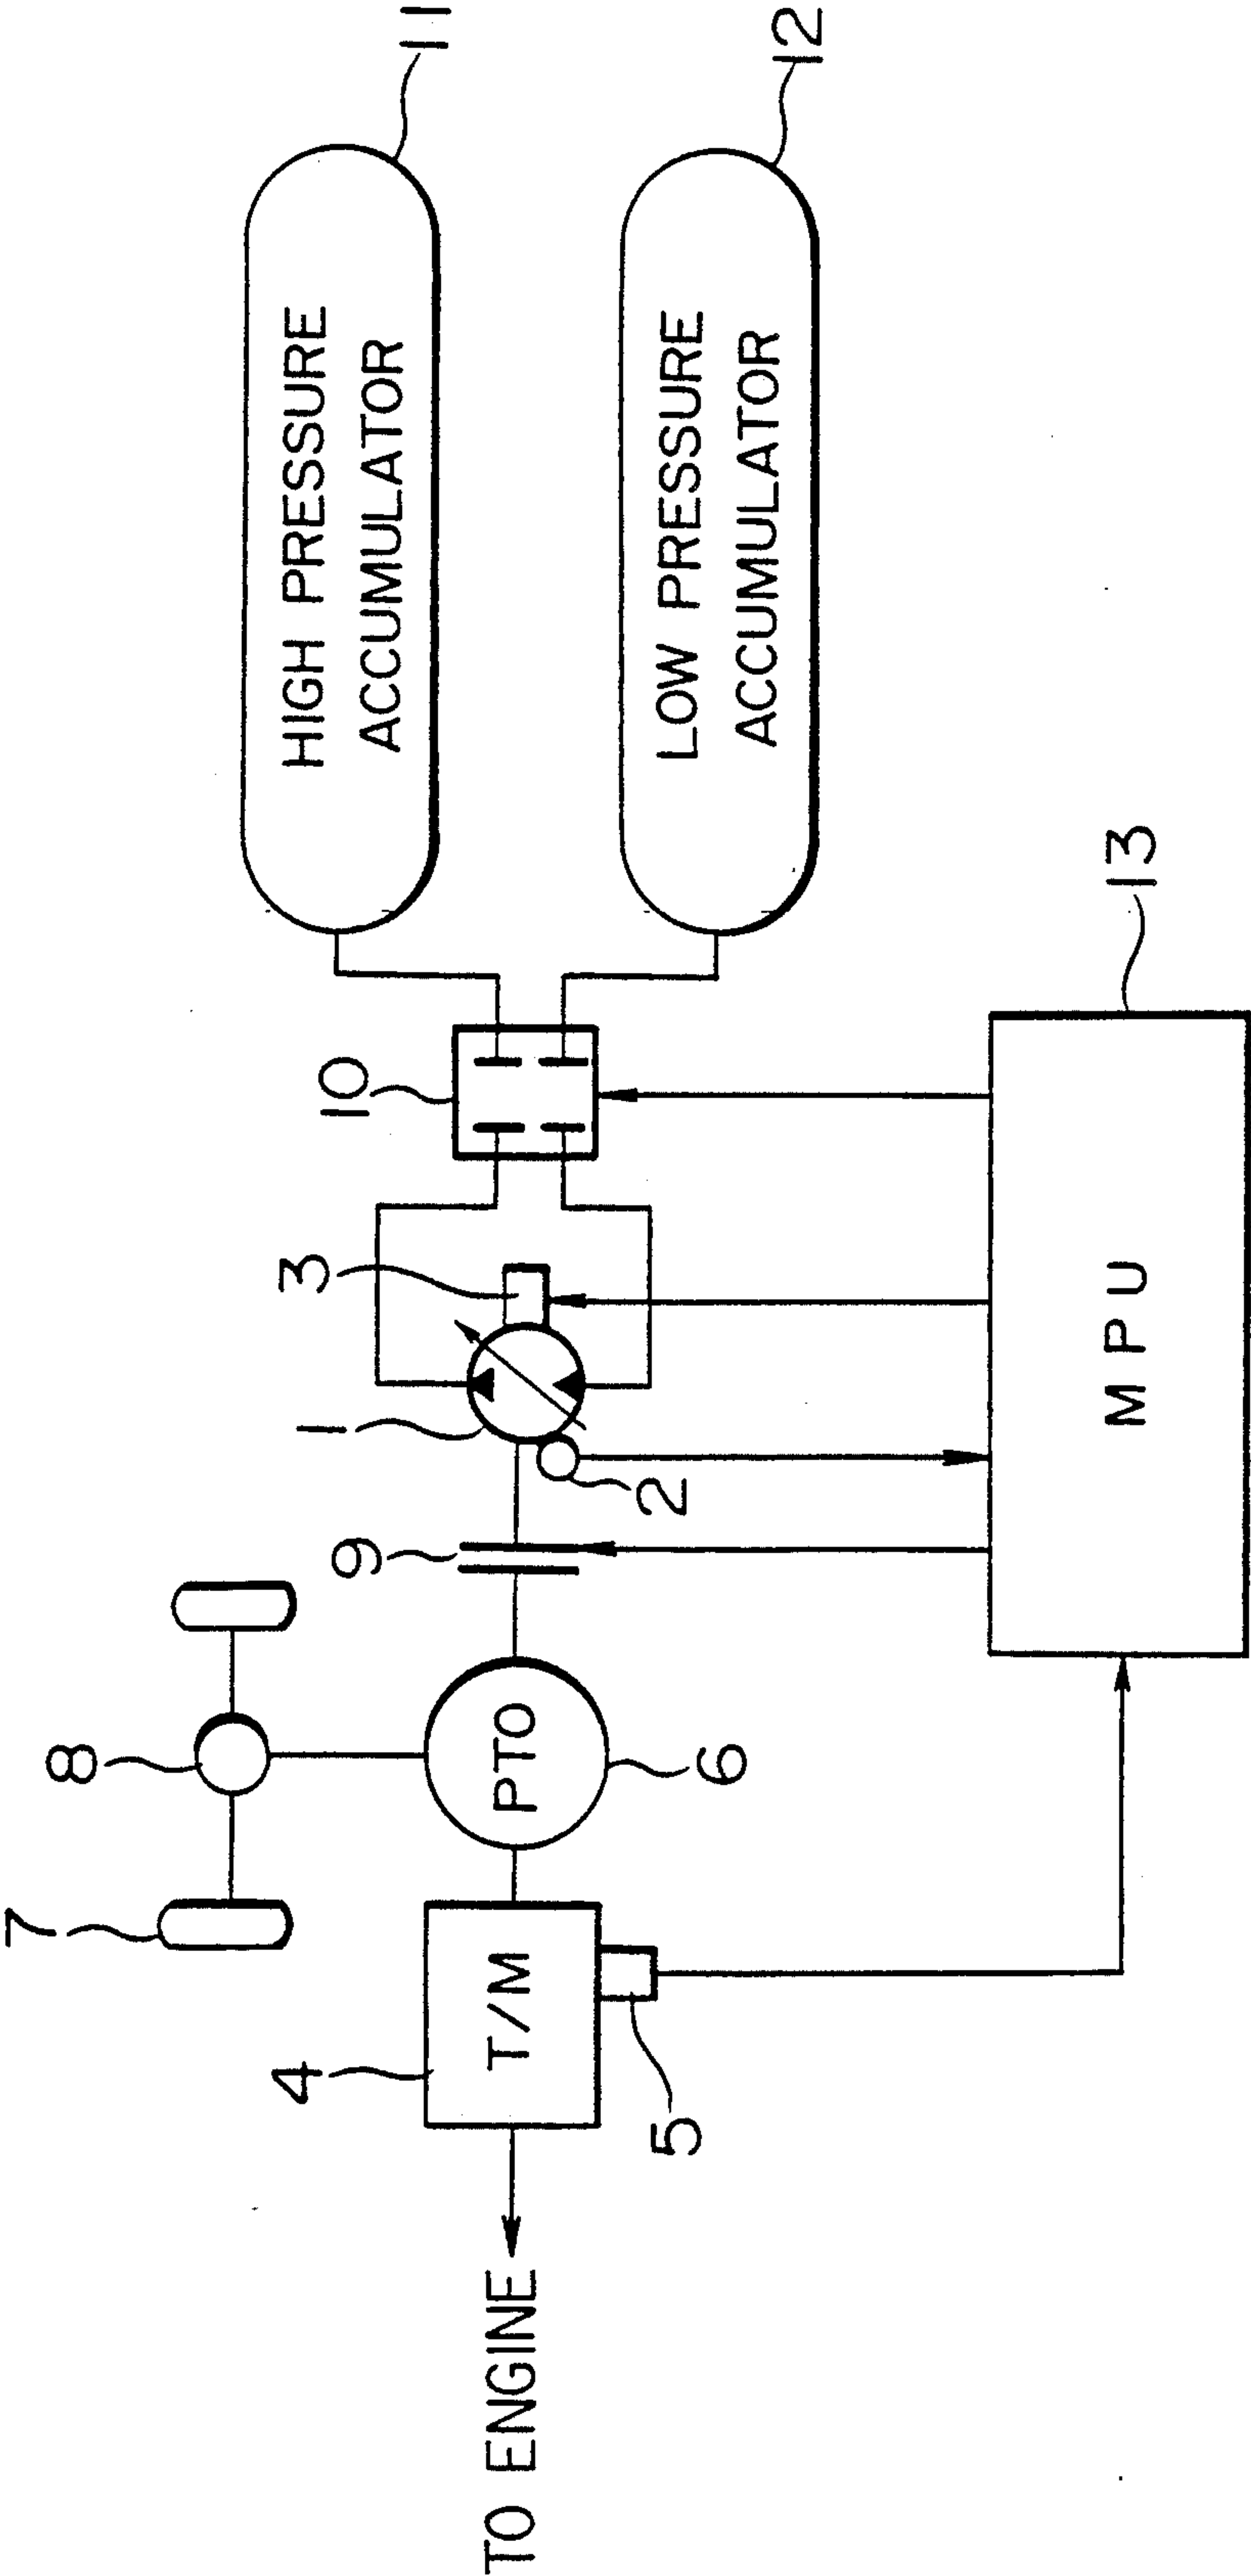 7
8
9
1
3
10
HIGH PRESSURE
ACCUMULATOR
11
4
TO ENGINE
T/M
PTO
5
6
2
LOW PRESSURE
ACCUMULATOR
12
MPU
13